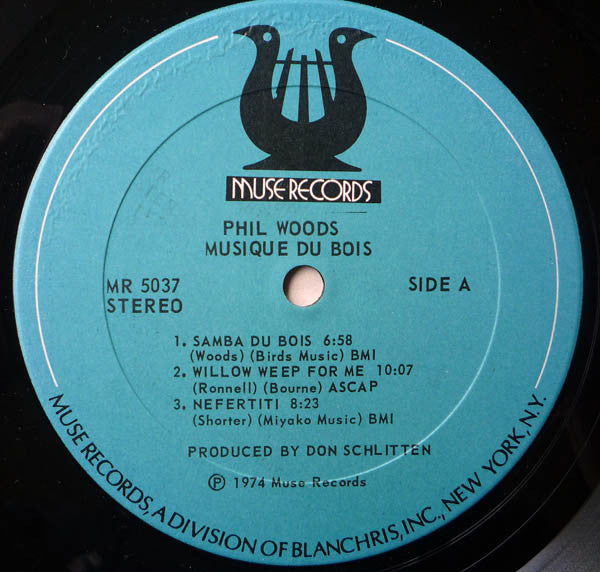 MUSE RECORDS
PHIL WOODS
MUSIQUE DU BOIS
MR 5037
STEREO
SIDE A
1. SAMBA DU BOIS 6:58
(Woods) (Birds Music) BMI
2. WILLOW WEEP FOR ME 10:07
(Ronnell) (Bourne) ASCAP
3. NEFERTITI 8:23
(Shorter) (Miyako Music) BMI
PRODUCED BY DON SCHLITTEN
℗ 1974 Muse Records
MUSE RECORDS, A DIVISION OF BLANCHRIS, INC., NEW YORK, N.Y.